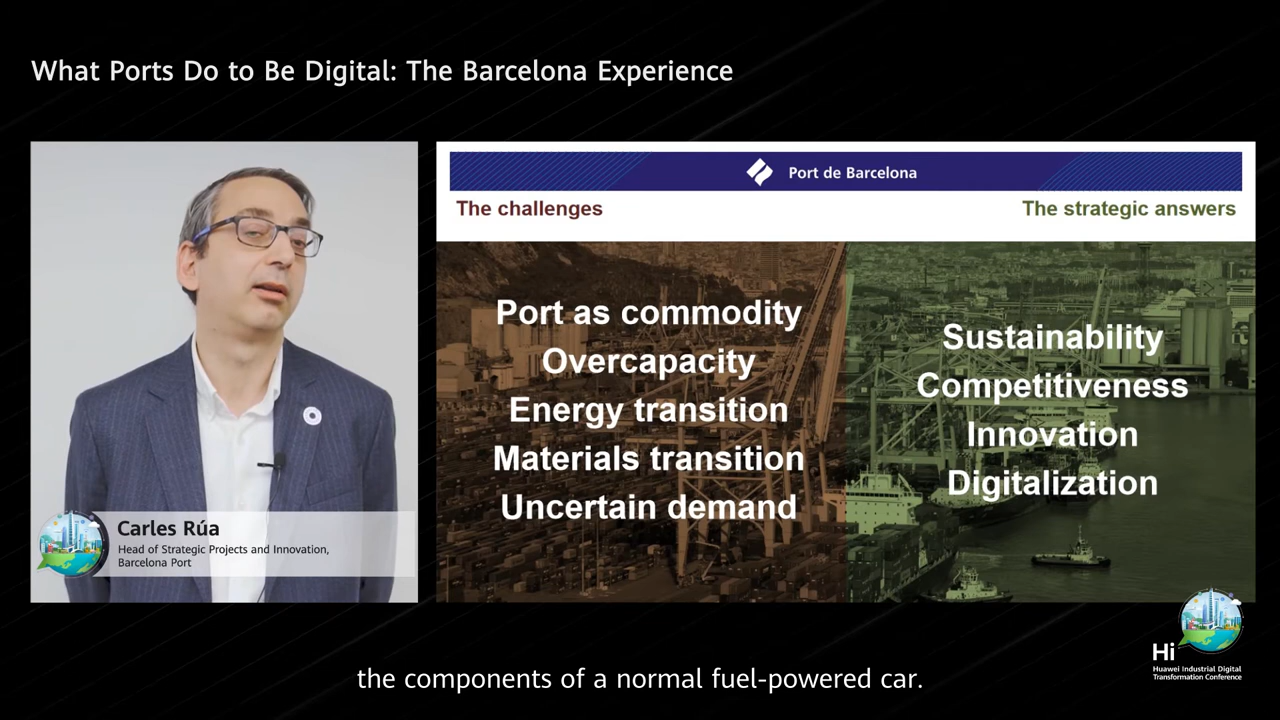 What Ports Do to Be Digital: The Barcelona Experience
Port de Barcelona
The challenges
The strategic answers
Port as commodity
Overcapacity
Energy transition
Materials transition
Uncertain demand
Sustainability
Competitiveness
Innovation
Digitalization
Carles Rúa
Head of Strategic Projects and Innovation,
Barcelona Port
Hi
Huawei Industrial Digital
Transformation Conference
the components of a normal fuel-powered car.